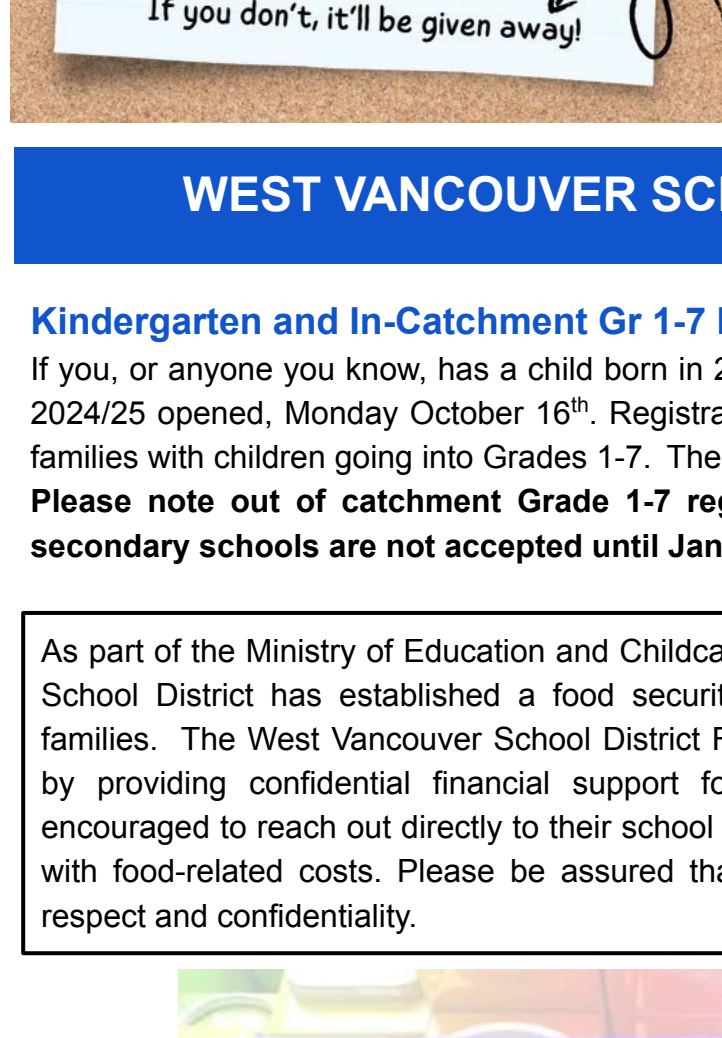 If you don't, it'll be given away!
WEST VANCOUVER SC
Kindergarten and In-Catchment Gr 1-7
If you, or anyone you know, has a child born in
2024/25 opened, Monday October 16th. Registra
families with children going into Grades 1-7. The
Please note out of catchment Grade 1-7 reg
secondary schools are not accepted until Jan
As part of the Ministry of Education and Childca
School District has established a food securit
families. The West Vancouver School District
by providing confidential financial support fo
encouraged to reach out directly to their school
with food-related costs. Please be assured tha
respect and confidentiality.